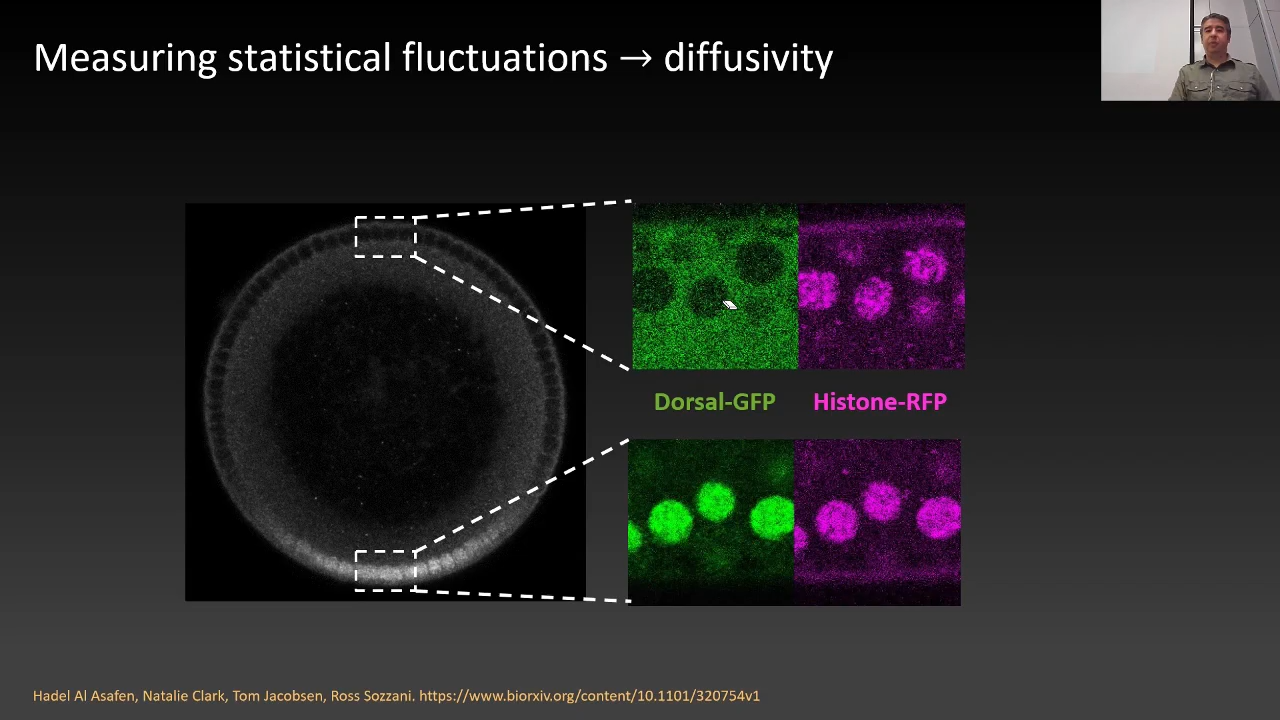 Measuring statistical fluctuations → diffusivity
Dorsal-GFP
Histone-RFP
Hadel Al Asafen, Natalie Clark, Tom Jacobsen, Ross Sozzani. https://www.biorxiv.org/content/10.1101/320754v1